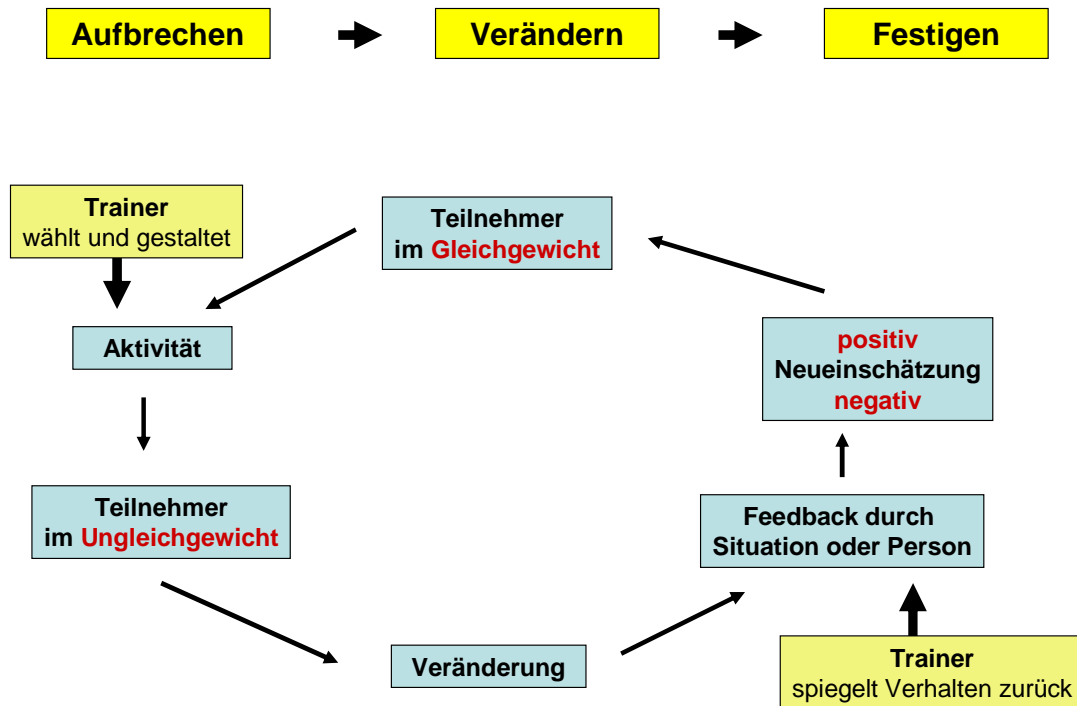 Aufbrechen
Verändern
Festigen
Trainer
wählt und gestaltet
Teilnehmer
im Gleichgewicht
Aktivität
positiv
Neueinschätzung
negativ
Teilnehmer
im Ungleichgewicht
Feedback durch
Situation oder Person
Veränderung
Trainer
spiegelt Verhalten zurück